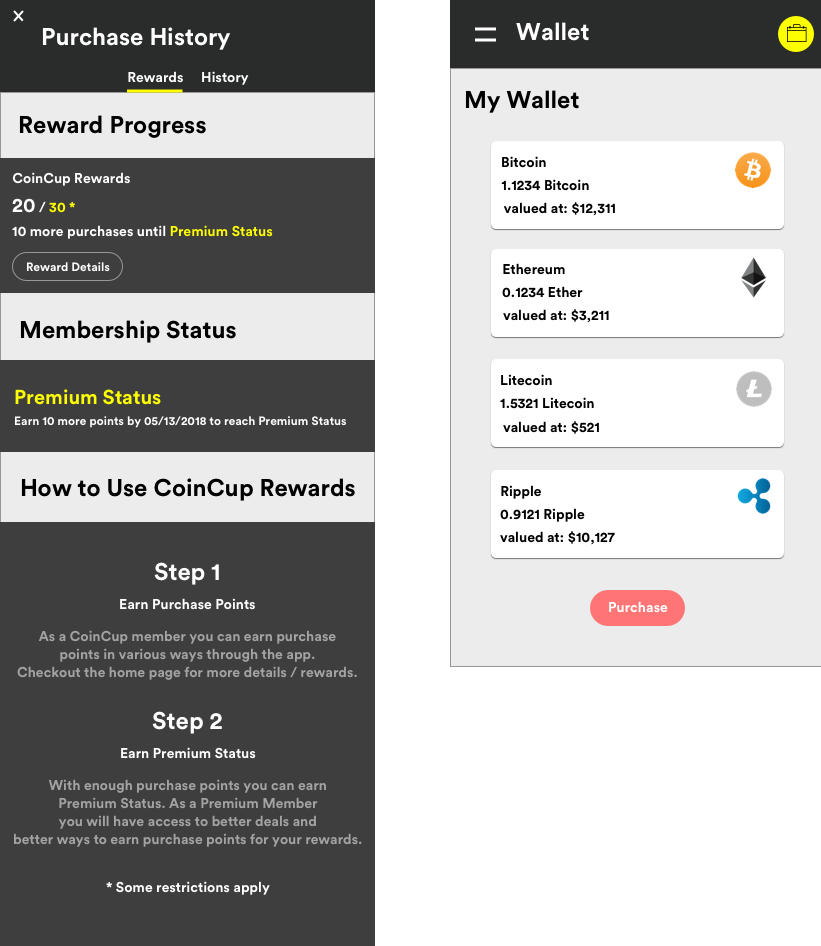 Purchase History
Rewards History
Reward Progress
CoinCup Rewards
20 / 30 *
10 more purchases until Premium Status
Reward Details
Membership Status
Premium Status
Earn 10 more points by 05/13/2018 to reach Premium Status
How to Use CoinCup Rewards
Step 1
Earn Purchase Points
As a CoinCup member you can earn purchase
points in various ways through the app.
Checkout the home page for more details / rewards.
Step 2
Earn Premium Status
With enough purchase points you can earn
Premium Status. As a Premium Member
you will have access to better deals and
better ways to earn purchase points for your rewards.
* Some restrictions apply
Wallet
My Wallet
Bitcoin
1.1234 Bitcoin
valued at: $12,311
Ethereum
0.1234 Ether
valued at: $3,211
Litecoin
1.5321 Litecoin
valued at: $521
Ripple
0.9121 Ripple
valued at: $10,127
Purchase